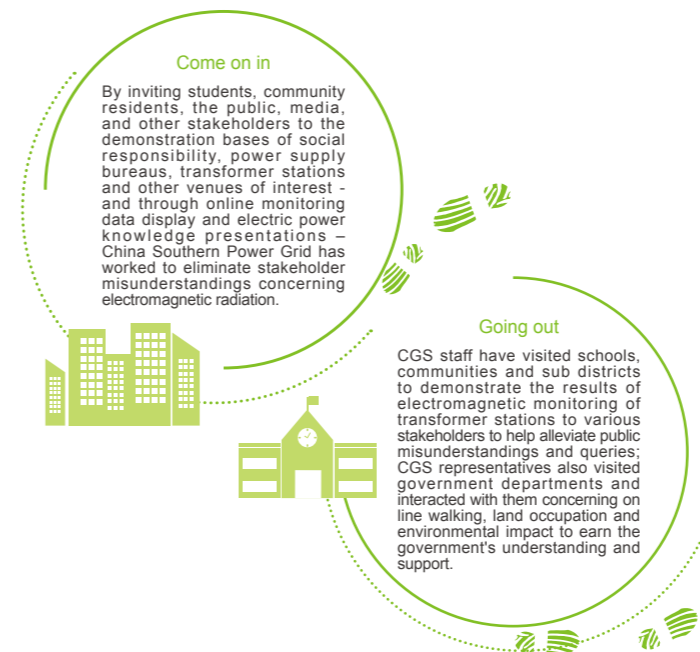 Come on in
By inviting students, community
residents, the public, media,
and other stakeholders to the
demonstration bases of social
responsibility, power supply
bureaus, transformer stations
and other venues of interest -
and through online monitoring
data display and electric power
knowledge presentations –
China Southern Power Grid has
worked to eliminate stakeholder
misunderstandings concerning
electromagnetic radiation.
Going out
CGS staff have visited schools,
communities and sub districts
to demonstrate the results of
electromagnetic monitoring of
transformer stations to various
stakeholders to help alleviate public
misunderstandings and queries;
CGS representatives also visited
government departments and
interacted with them concerning on
line walking, land occupation and
environmental impact to earn the
government's understanding and
support.